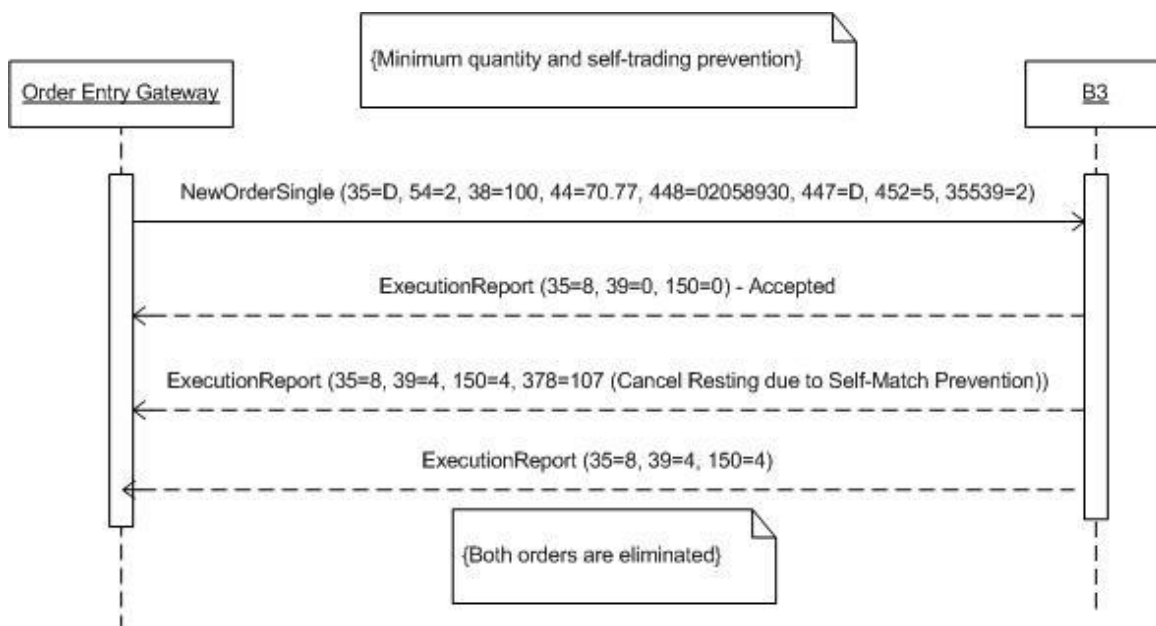 {Minimum quantity and self-trading prevention}
Order Entry Gateway
B3
NewOrderSingle (35=D, 54=2, 38=100, 44=70.77, 448=02058930, 447=D, 452=5, 35539=2)
ExecutionReport (35=8, 39=0, 150=0) - Accepted
ExecutionReport (35=8, 39=4, 150=4, 378=107 (Cancel Resting due to Self-Match Prevention))
ExecutionReport (35=8, 39=4, 150=4)
{Both orders are eliminated}